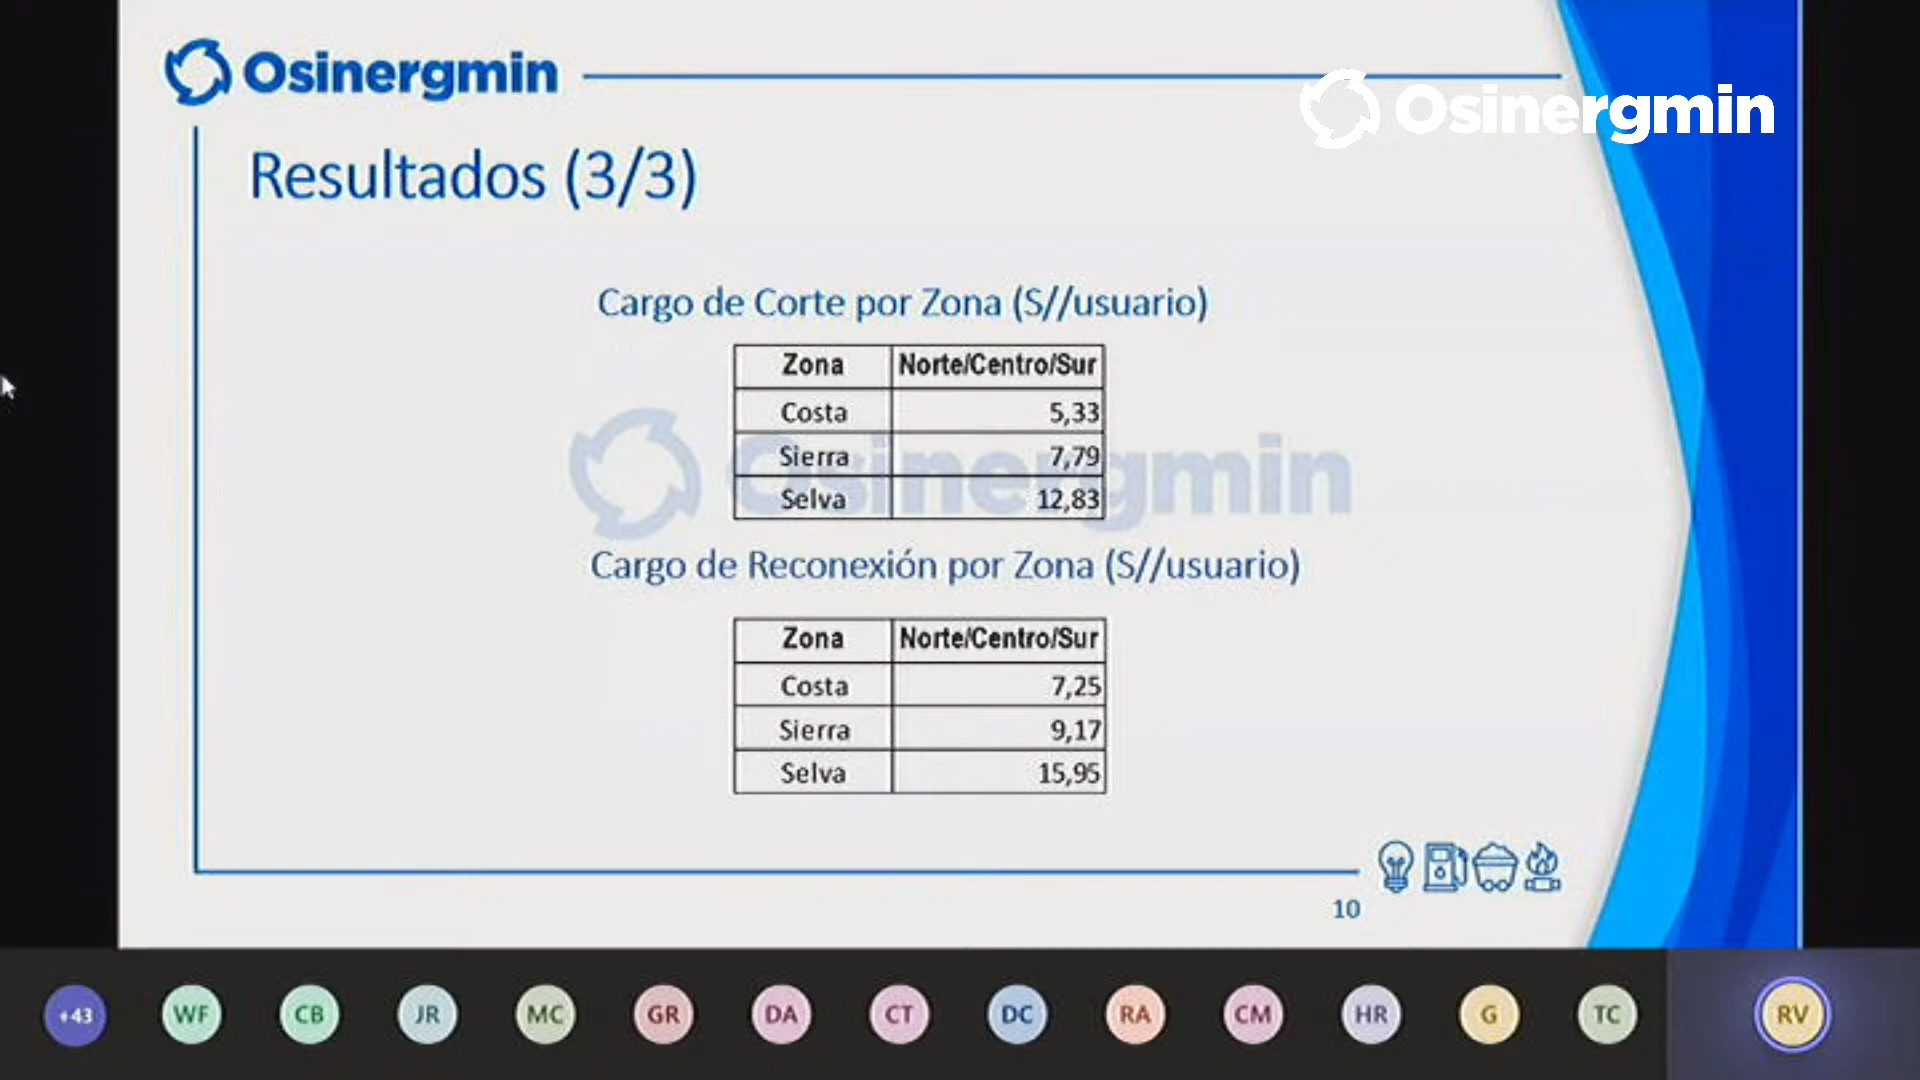 Osinergmin
Osinergmin
Resultados (3/3)
Cargo de Corte por Zona (S//usuario)
Zona Norte/Centro/Sur
Costa 5,33
Sierra 7,79
Selva 12,83
Osinergmin
Cargo de Reconexión por Zona (S//usuario)
Zona Norte/Centro/Sur
Costa 7,25
Sierra 9,17
Selva 15,95
10
+43 WF CB JR MC GR DA CT DC RA CM HR G TC RV